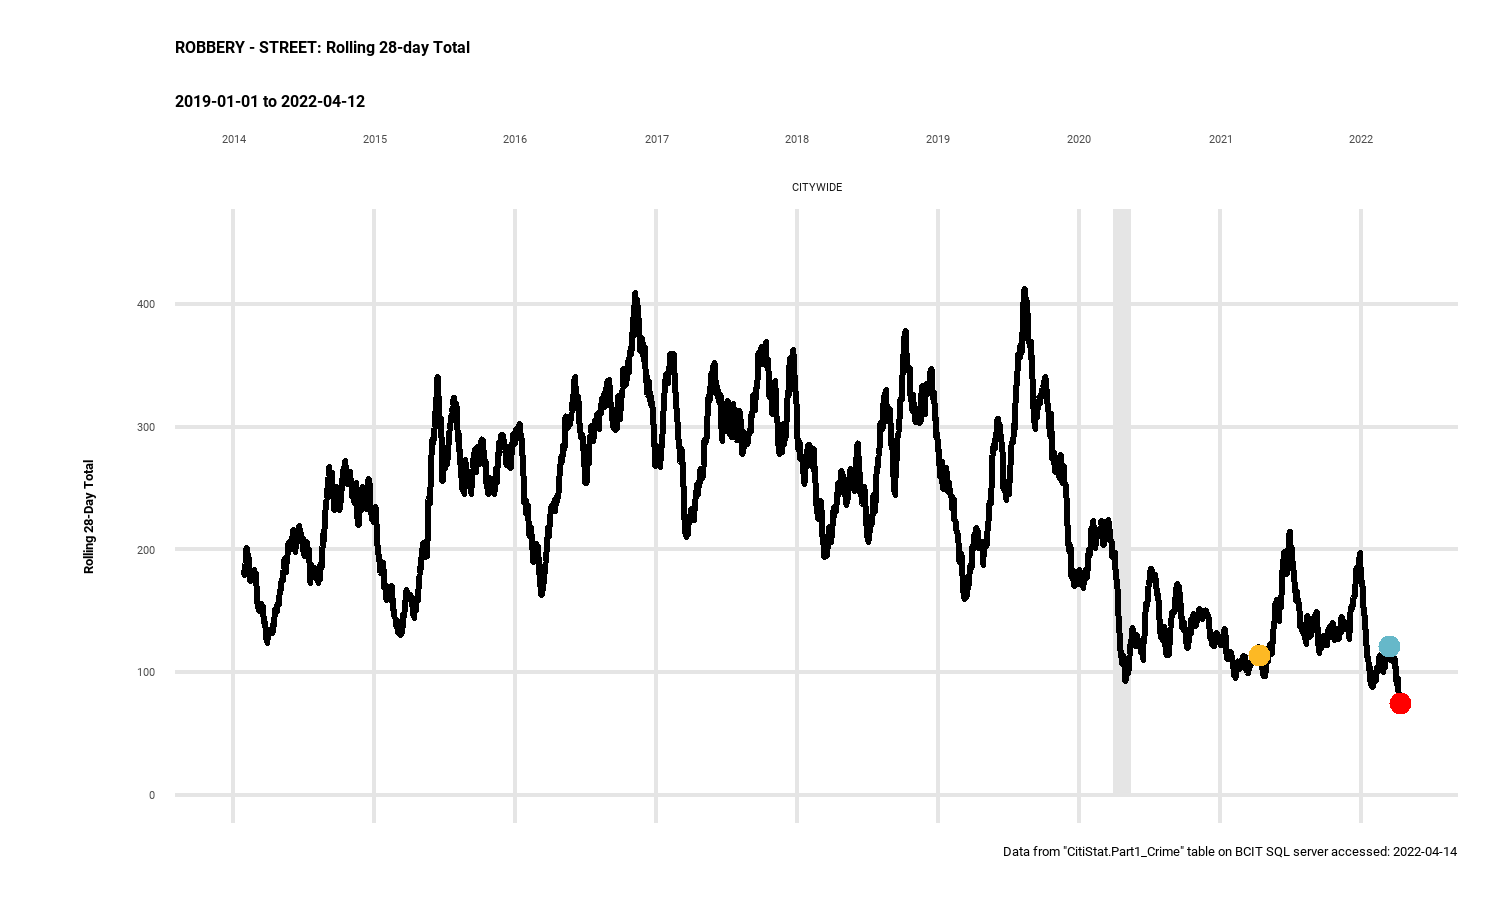 ROBBERY - STREET: Rolling 28-day Total
2019-01-01 to 2022-04-12
2014 2015 2016 2017 2018 2019 2020 2021 2022
CITYWIDE
Rolling 28-Day Total
400
300
200
100
0
Data from "CitiStat.Part1_Crime" table on BCIT SQL server accessed: 2022-04-14